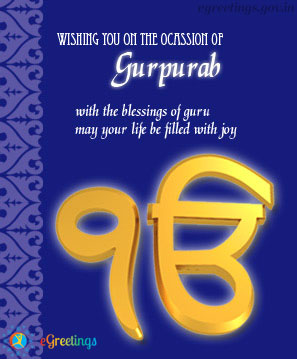 egreetings.gov.in
WISHING YOU ON THE OCASSION OF
Gurpurab
with the blessings of guru
may your life be filled with joy
ੴ
eGreetings